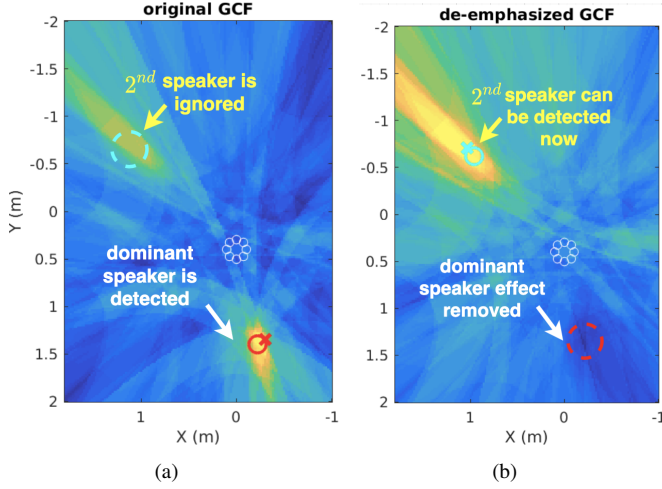 original GCF
-2
-1.5
-1
-0.5
0
0.5
1
1.5
2
Y (m)
2nd speaker is
ignored
dominant
speaker is
detected
1
0
-1
X (m)
(a)
de-emphasized GCF
-2
-1.5
-1
-0.5
0
0.5
1
1.5
2
2nd speaker can
be detected
now
dominant
speaker effect
removed
1
0
-1
X (m)
(b)